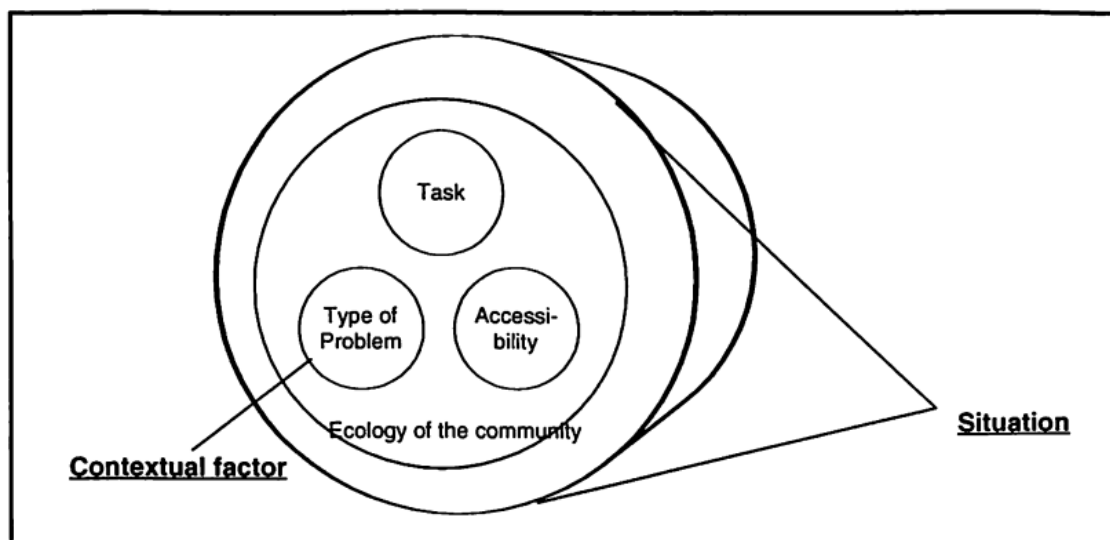 Task
Type of
Problem
Accessi-
bility
Ecology of the community
Situation
Contextual factor